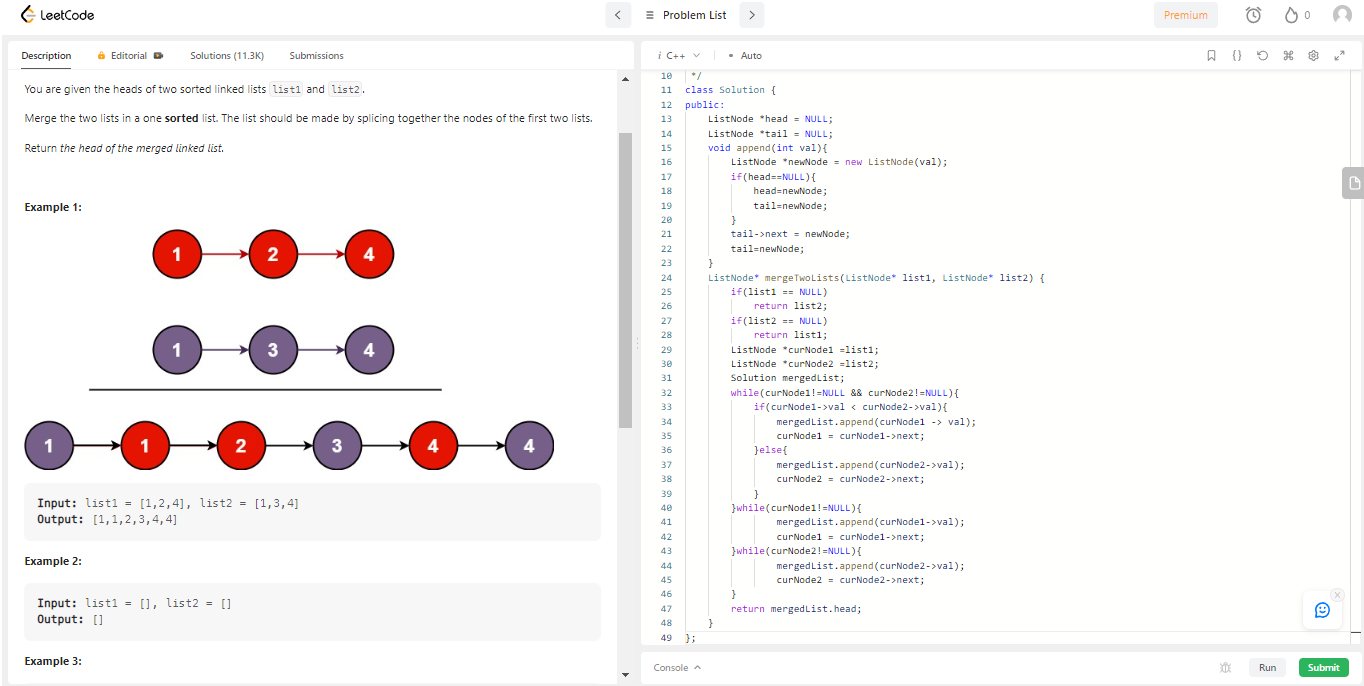 LeetCode
Problem List
Premium
0
Description
Editorial
Solutions (11.3K)
Submissions
You are given the heads of two sorted linked lists list1 and list2.
Merge the two lists in a one sorted list. The list should be made by splicing together the nodes of the first two lists.
Return the head of the merged linked list.
Example 1:
1 2 4
1 3 4
1 1 2 3 4 4
Input: list1 = [1,2,4], list2 = [1,3,4]
Output: [1,1,2,3,4,4]
Example 2:
Input: list1 = [], list2 = []
Output: []
Example 3:
i C++
• Auto
10 */
11 class Solution {
12 public:
13 ListNode *head = NULL;
14 ListNode *tail = NULL;
15 void append(int val){
16 ListNode *newNode = new ListNode(val);
17 if(head==NULL){
18 head=newNode;
19 tail=newNode;
20 }
21 tail->next = newNode;
22 tail=newNode;
23 }
24 ListNode* mergeTwoLists(ListNode* list1, ListNode* list2) {
25 if(list1 == NULL)
26 return list2;
27 if(list2 == NULL)
28 return list1;
29 ListNode *curNode1 =list1;
30 ListNode *curNode2 =list2;
31 Solution mergedList;
32 while(curNode1!=NULL && curNode2!=NULL){
33 if(curNode1->val < curNode2->val){
34 mergedList.append(curNode1 -> val);
35 curNode1 = curNode1->next;
36 }else{
37 mergedList.append(curNode2->val);
38 curNode2 = curNode2->next;
39 }
40 }while(curNode1!=NULL){
41 mergedList.append(curNode1->val);
42 curNode1 = curNode1->next;
43 }while(curNode2!=NULL){
44 mergedList.append(curNode2->val);
45 curNode2 = curNode2->next;
46 }
47 return mergedList.head;
48 }
49 };
Console
Run
Submit